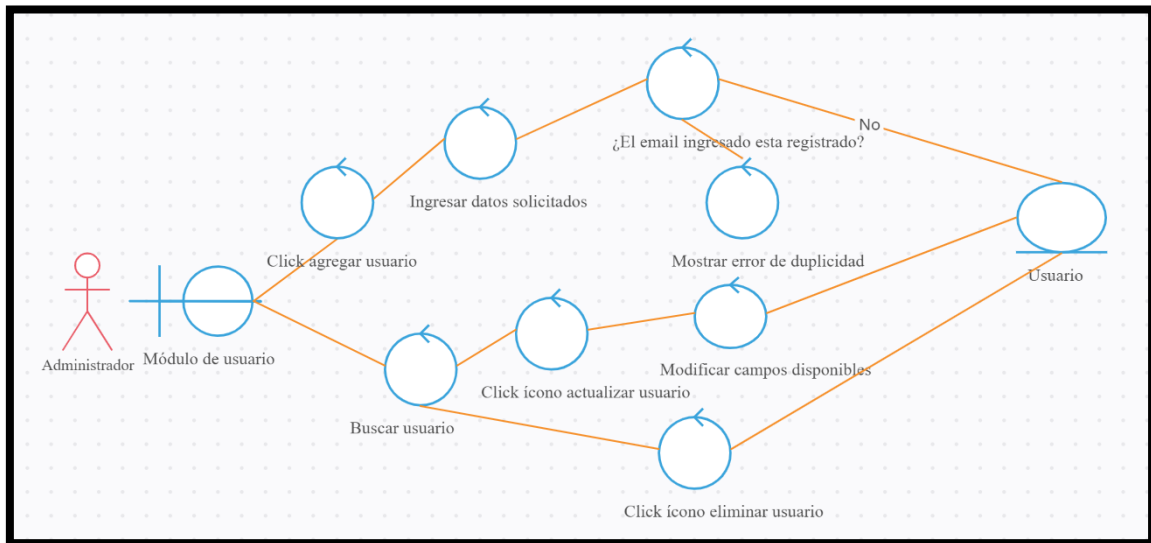 No
¿El email ingresado esta registrado?
Ingresar datos solicitados
Click agregar usuario
Mostrar error de duplicidad
Usuario
Administrador
Módulo de usuario
Modificar campos disponibles
Click ícono actualizar usuario
Buscar usuario
Click ícono eliminar usuario